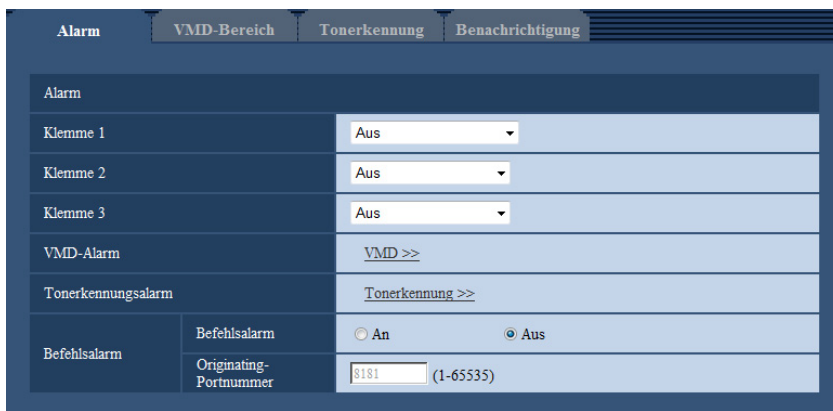 Alarm VMD-Bereich Tonerkennung Benachrichtigung
Alarm
Klemme 1 Aus
Klemme 2 Aus
Klemme 3 Aus
VMD-Alarm VMD >>
Tonerkennungsalarm Tonerkennung >>
Befehlsalarm
Befehlsalarm An Aus
Originating-
Portnummer
8181 (1-65535)